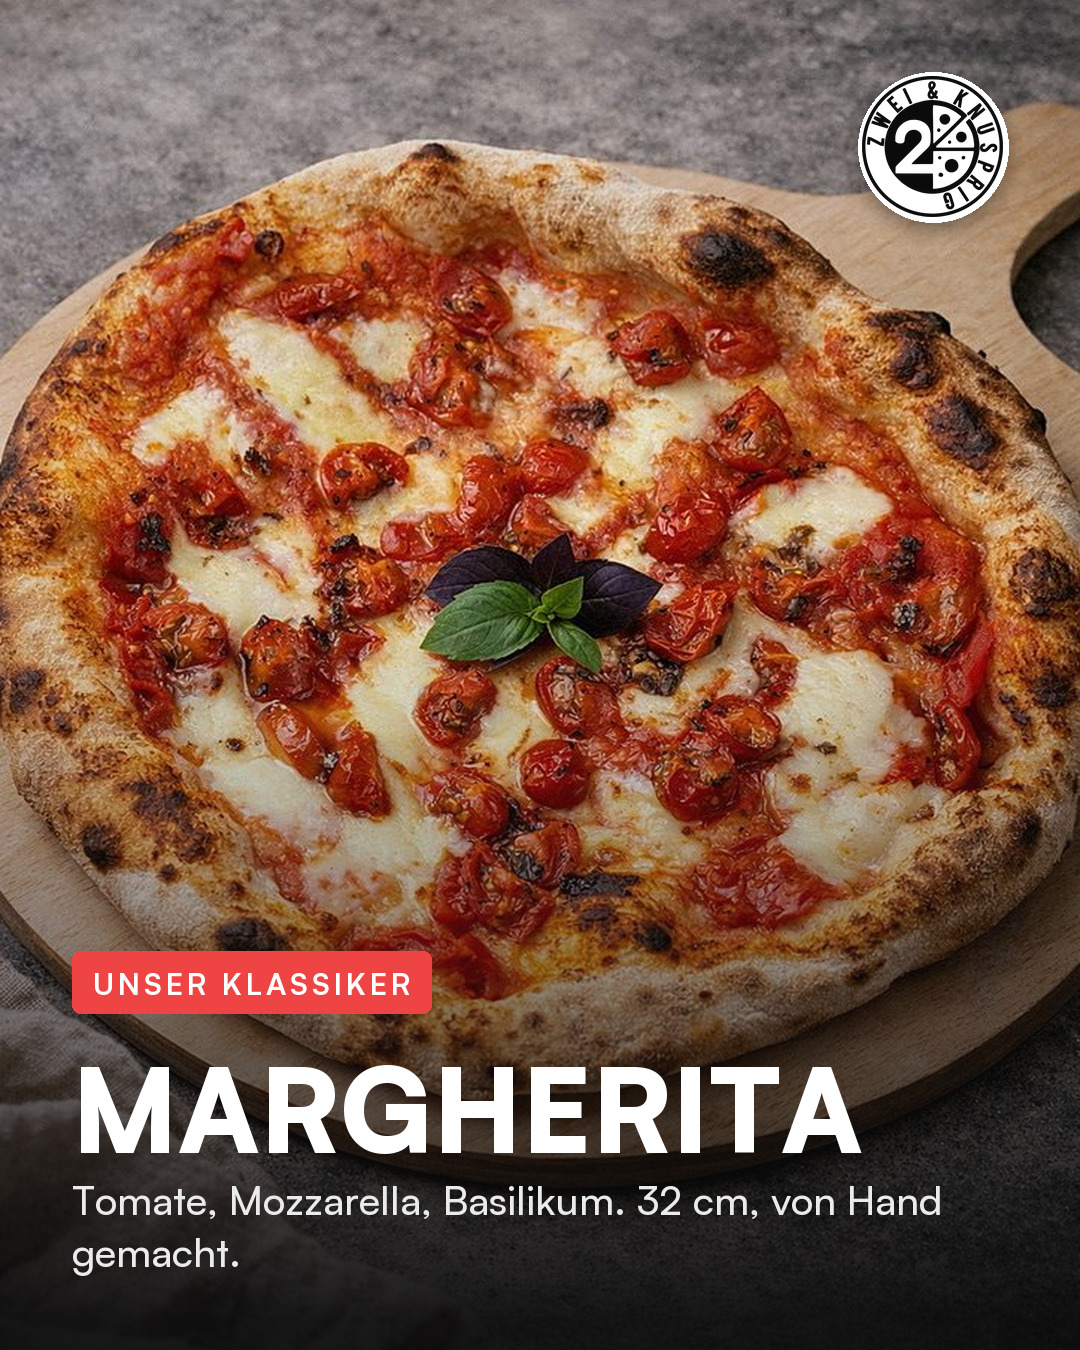 ZWEI & KNUSPRIG
2
UNSER KLASSIKER
MARGHERITA
Tomate, Mozzarella, Basilikum. 32 cm, von Hand
gemacht.